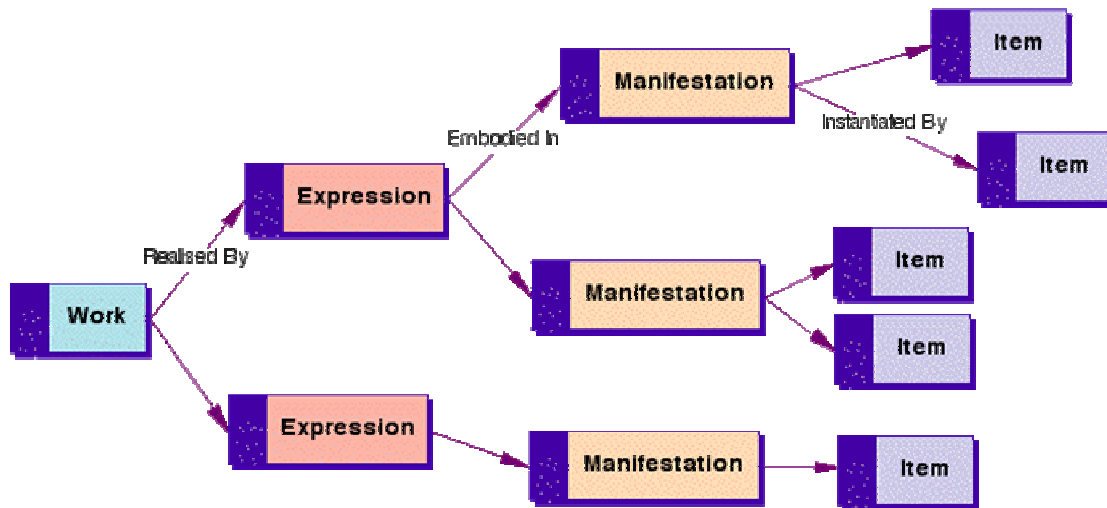 Item
Manifestation
Instantiated By
Embodied In
Item
Expression
Realised By
Item
Manifestation
Work
Item
Expression
Manifestation
Item